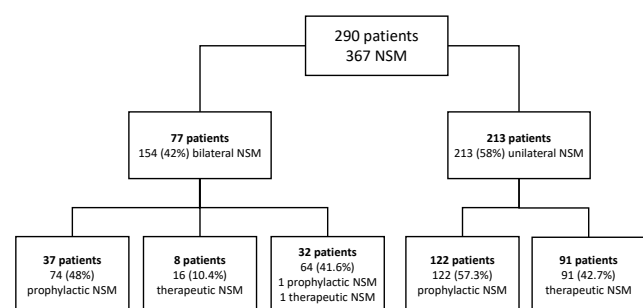 290 patients
367 NSM
77 patients
154 (42%) bilateral NSM
213 patients
213 (58%) unilateral NSM
37 patients
74 (48%)
prophylactic NSM
8 patients
16 (10.4%)
therapeutic NSM
32 patients
64 (41.6%)
1 prophylactic NSM
1 therapeutic NSM
122 patients
122 (57.3%)
prophylactic NSM
91 patients
91 (42.7%)
therapeutic NSM